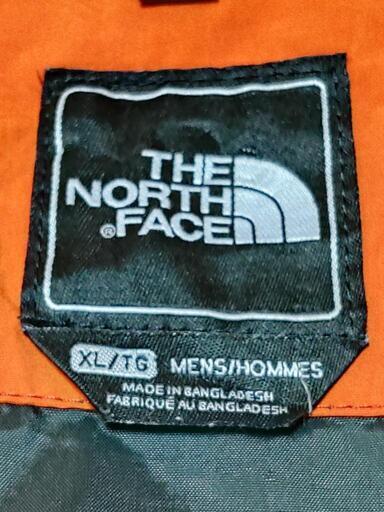 THE
NORTH
FACE
®
XL/TG MENS/HOMMES
MADE IN BANGLADESH
FABRIQUÉ AU BANGLADESH